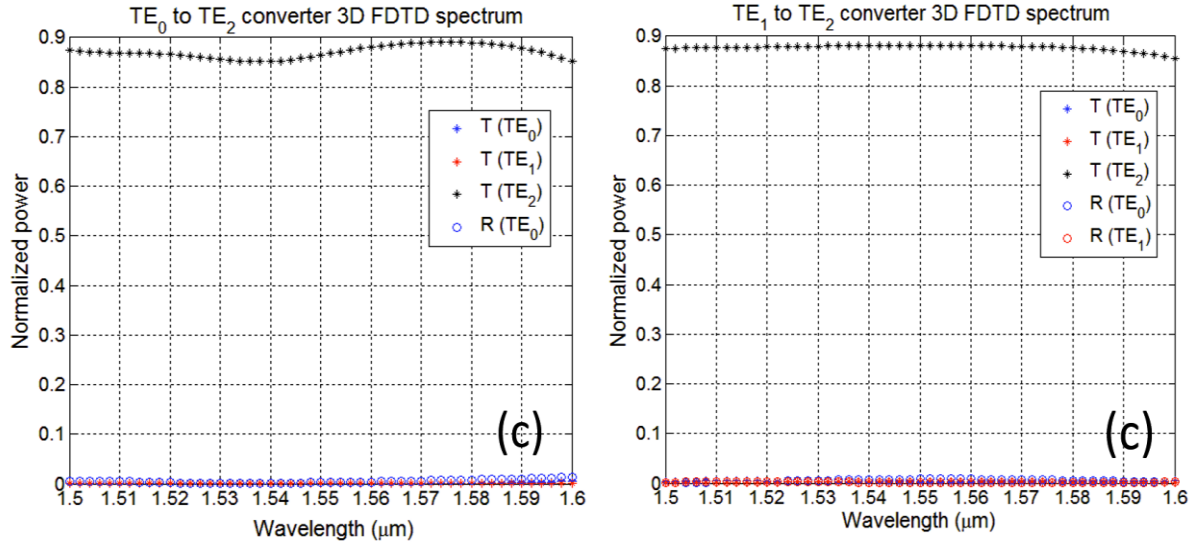 TE0 to TE2 converter 3D FDTD spectrum
0.9
0.8
0.7
0.6
0.5
0.4
0.3
0.2
0.1
0
Normalized power
T (TE0)
T (TE1)
T (TE2)
R (TE0)
(c)
1.5 1.51 1.52 1.53 1.54 1.55 1.56 1.57 1.58 1.59 1.6
Wavelength (μm)
TE1 to TE2 converter 3D FDTD spectrum
0.9
0.8
0.7
0.6
0.5
0.4
0.3
0.2
0.1
0
Normalized power
T (TE0)
T (TE1)
T (TE2)
R (TE0)
R (TE1)
(c)
1.5 1.51 1.52 1.53 1.54 1.55 1.56 1.57 1.58 1.59 1.6
Wavelength (μm)